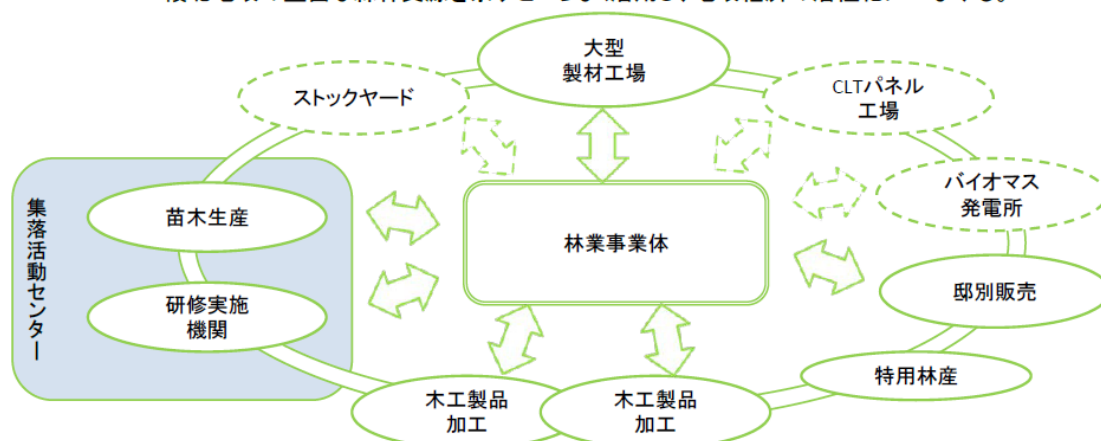 大型
製材工場
ストックヤード
CLTパネル
工場
バイオマス
発電所
集落活動センター
苗木生産
林業事業体
邸別販売
研修実施
機関
特用林産
木工製品
加工
木工製品
加工